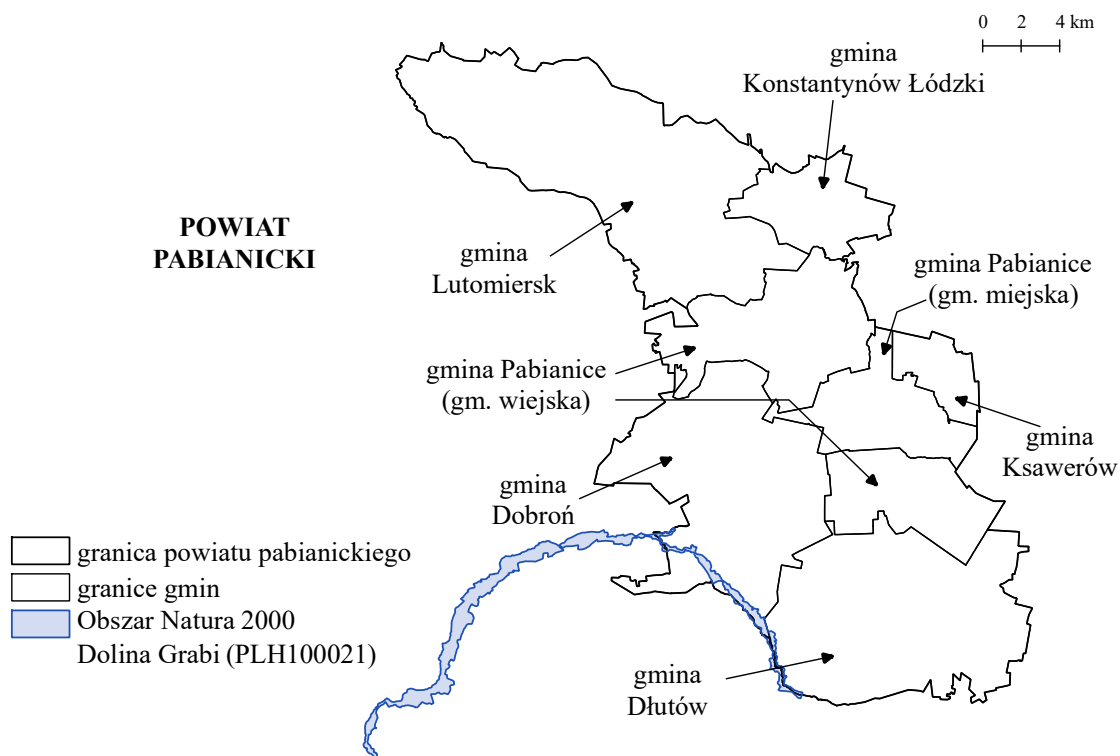 0 2 4 km
gmina
Konstantynów Łódzki
POWIAT
PABIANICKI
gmina
Lutomiersk
gmina Pabianice
(gm. miejska)
gmina Pabianice
(gm. wiejska)
gmina
Ksawerów
gmina
Dobroń
granica powiatu pabianickiego
granice gmin
Obszar Natura 2000
Dolina Grabi (PLH100021)
gmina
Dłutów